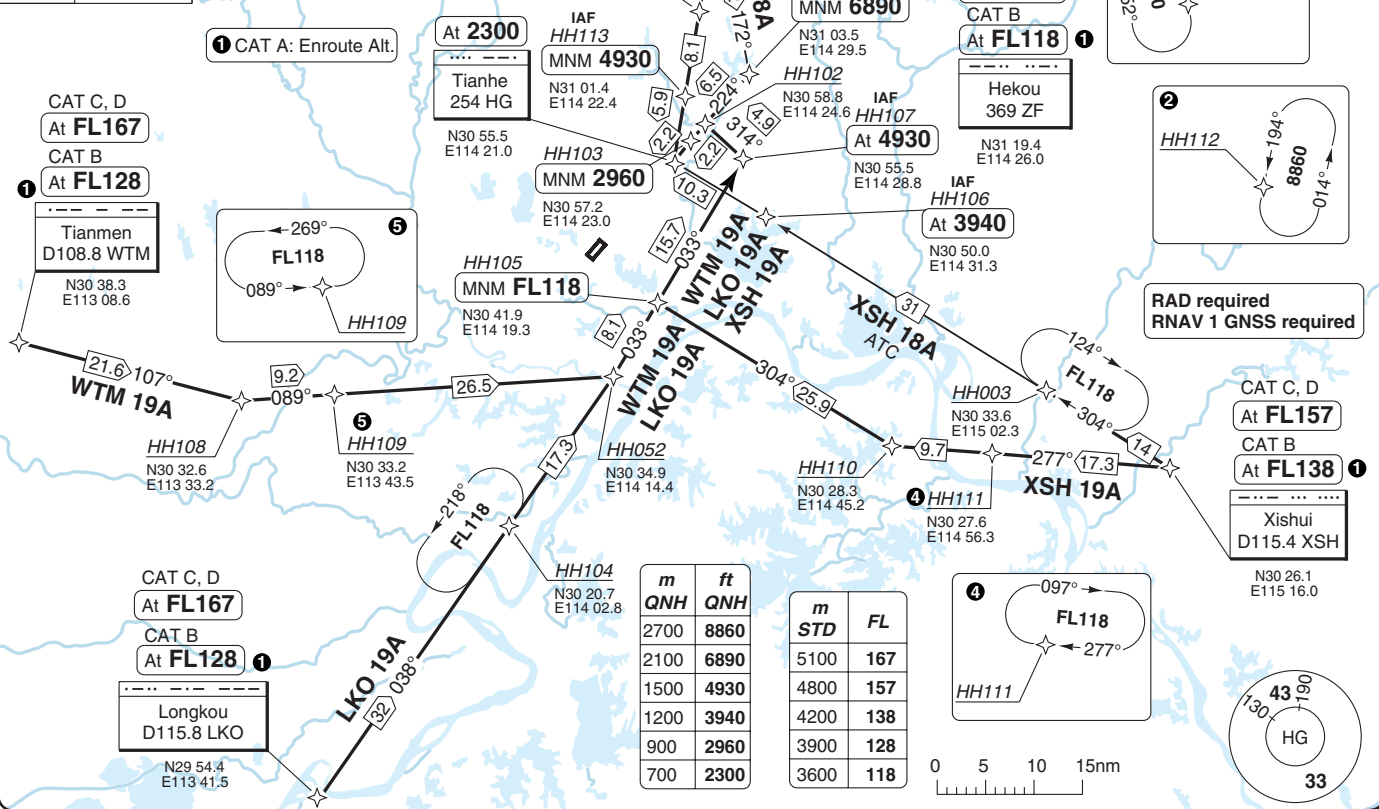 ❶ CAT A: Enroute Alt.
CAT C, D
At FL167
CAT B
At FL128
❶
Tianmen
D108.8 WTM
N30 38.3
E113 08.6
At 2300
Tianhe
254 HG
N30 55.5
E114 21.0
IAF
HH113
MNM 4930
N31 01.4
E114 22.4
HH103
MNM 2960
N30 57.2
E114 23.0
MNM 6890
N31 03.5
E114 29.5
HH102
N30 58.8
E114 24.6
IAF
HH107
At 4930
N30 55.5
E114 28.8
IAF
HH106
At 3940
N30 50.0
E114 31.3
CAT B
At FL118 ❶
Hekou
369 ZF
N31 19.4
E114 26.0
❷
HH112
194°
8860
014°
RAD required
RNAV 1 GNSS required
❺
269°
FL118
089°
HH109
HH105
MNM FL118
N30 41.9
E114 19.3
8.1
172°
8A
6.5
224°
5.9
2.2
2.2
314°
4.9
10.3
15.7
033°
WTM 19A
LKO 19A
XSH 19A
31
XSH 18A
ATC
8.1
033°
WTM 19A
LKO 19A
21.6
107°
WTM 19A
9.2
089°
26.5
HH108
N30 32.6
E113 33.2
❺
HH109
N30 33.2
E113 43.5
HH052
N30 34.9
E114 14.4
17.3
218°
FL118
HH104
N30 20.7
E114 02.8
304°
25.9
HH110
N30 28.3
E114 45.2
9.7
❹ HH111
N30 27.6
E114 56.3
277°
17.3
XSH 19A
HH003
N30 33.6
E115 02.3
124°
FL118
304°
14
CAT C, D
At FL157
CAT B
At FL138 ❶
Xishui
D115.4 XSH
N30 26.1
E115 16.0
CAT C, D
At FL167
CAT B
At FL128 ❶
Longkou
D115.8 LKO
N29 54.4
E113 41.5
LKO 19A
32
038°
m ft
QNH QNH
2700 8860
2100 6890
1500 4930
1200 3940
900 2960
700 2300
m FL
STD
5100 167
4800 157
4200 138
3900 128
3600 118
❹
097°
FL118
277°
HH111
0 5 10 15nm
43
130
190
HG
33